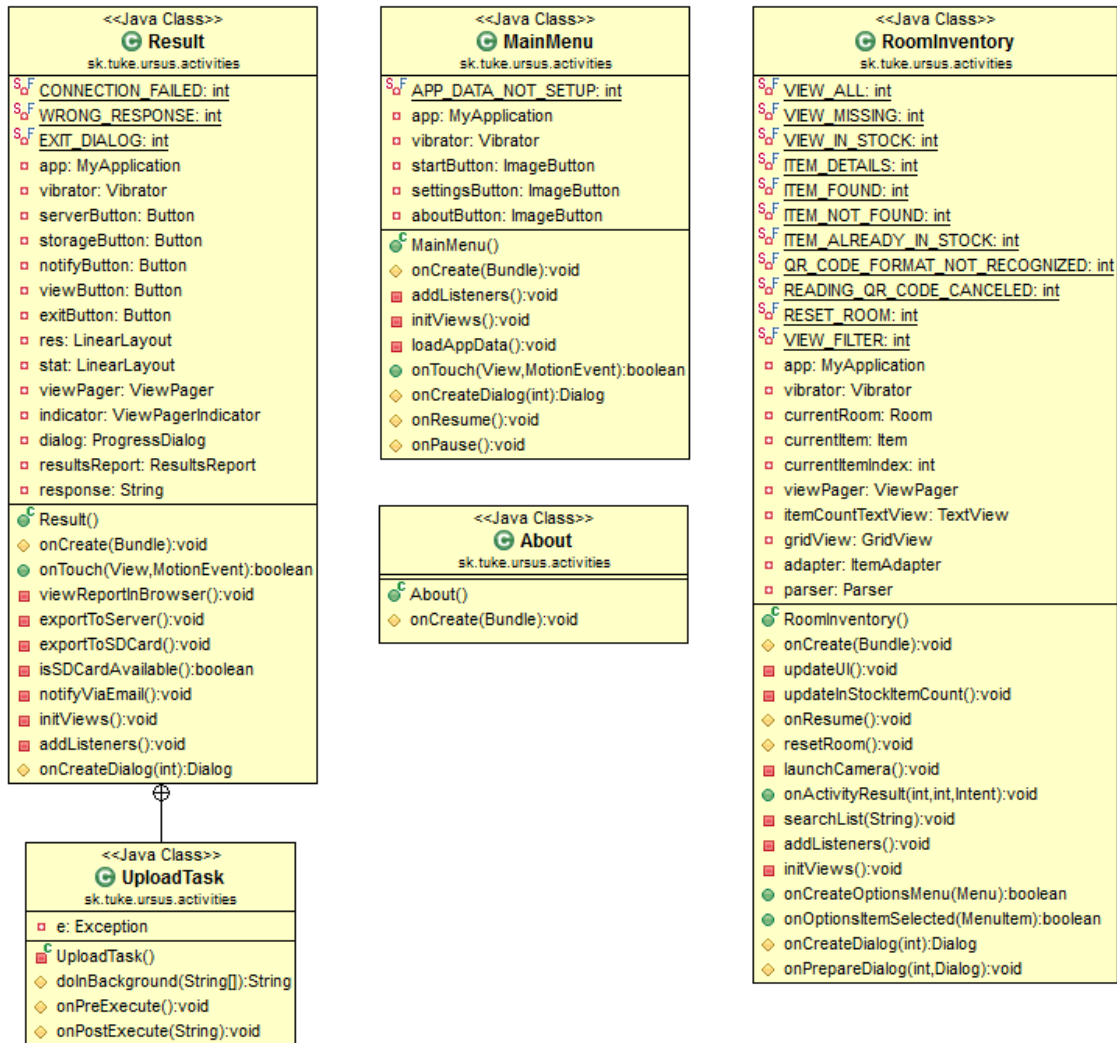 <<Java Class>>
Result
sk.tuke.ursus.activities
CONNECTION_FAILED: int
WRONG_RESPONSE: int
EXIT_DIALOG: int
app: MyApplication
vibrator: Vibrator
serverButton: Button
storageButton: Button
notifyButton: Button
viewButton: Button
exitButton: Button
res: LinearLayout
stat: LinearLayout
viewPager: ViewPager
indicator: ViewPagerIndicator
dialog: ProgressDialog
resultsReport: ResultsReport
response: String
Result()
onCreate(Bundle):void
onTouch(View,MotionEvent):boolean
viewReportInBrowser():void
exportToServer():void
exportToSDCard():void
isSDCardAvailable():boolean
notifyViaEmail():void
initViews():void
addListeners():void
onCreateDialog(int):Dialog
<<Java Class>>
UploadTask
sk.tuke.ursus.activities
e: Exception
UploadTask()
doInBackground(String[]):String
onPreExecute():void
onPostExecute(String):void
<<Java Class>>
MainMenu
sk.tuke.ursus.activities
APP_DATA_NOT_SETUP: int
app: MyApplication
vibrator: Vibrator
startButton: ImageButton
settingsButton: ImageButton
aboutButton: ImageButton
MainMenu()
onCreate(Bundle):void
addListeners():void
initViews():void
loadAppData():void
onTouch(View,MotionEvent):boolean
onCreateDialog(int):Dialog
onResume():void
onPause():void
<<Java Class>>
About
sk.tuke.ursus.activities
About()
onCreate(Bundle):void
<<Java Class>>
RoomInventory
sk.tuke.ursus.activities
VIEW_ALL: int
VIEW_MISSING: int
VIEW_IN_STOCK: int
ITEM_DETAILS: int
ITEM_FOUND: int
ITEM_NOT_FOUND: int
ITEM_ALREADY_IN_STOCK: int
QR_CODE_FORMAT_NOT_RECOGNIZED: int
READING_QR_CODE_CANCELED: int
RESET_ROOM: int
VIEW_FILTER: int
app: MyApplication
vibrator: Vibrator
currentRoom: Room
currentItem: Item
currentItemIndex: int
viewPager: ViewPager
itemCountTextView: TextView
gridView: GridView
adapter: ItemAdapter
parser: Parser
RoomInventory()
onCreate(Bundle):void
updateUI():void
updateInStockItemCount():void
onResume():void
resetRoom():void
launchCamera():void
onActivityResult(int,int,Intent):void
searchList(String):void
addListeners():void
initViews():void
onCreateOptionsMenu(Menu):boolean
onOptionsItemSelected(MenuItem):boolean
onCreateDialog(int):Dialog
onPrepareDialog(int,Dialog):void